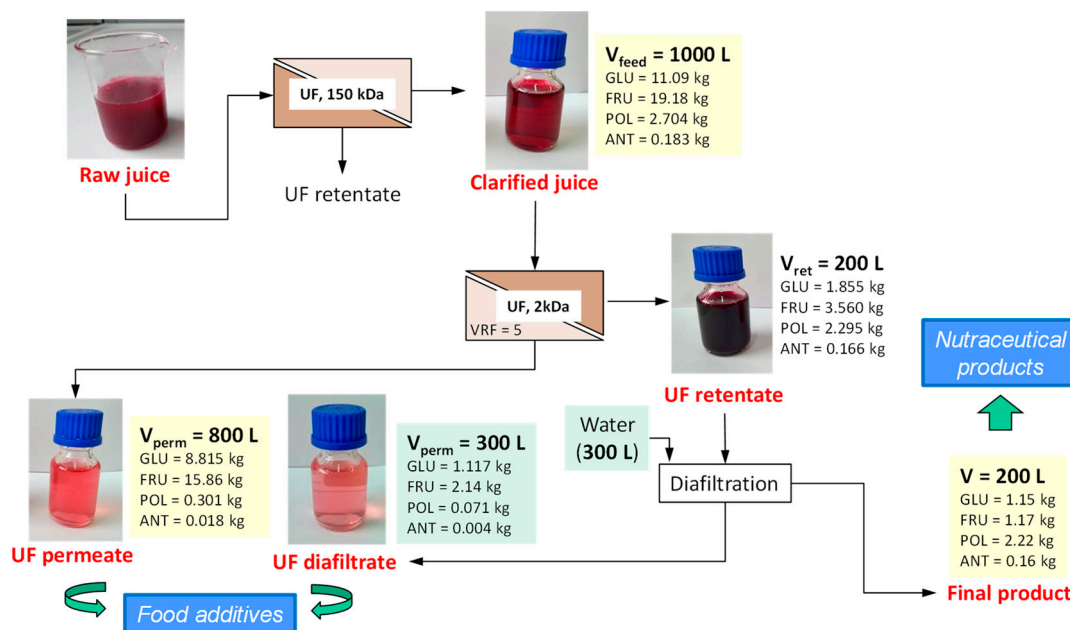 Raw juice
UF, 150 kDa
UF retentate
Clarified juice
V_feed = 1000 L
GLU = 11.09 kg
FRU = 19.18 kg
POL = 2.704 kg
ANT = 0.183 kg
UF, 2kDa
VRF = 5
V_ret = 200 L
GLU = 1.855 kg
FRU = 3.560 kg
POL = 2.295 kg
ANT = 0.166 kg
UF retentate
Nutraceutical
products
V_perm = 800 L
GLU = 8.815 kg
FRU = 15.86 kg
POL = 0.301 kg
ANT = 0.018 kg
UF permeate
V_perm = 300 L
GLU = 1.117 kg
FRU = 2.14 kg
POL = 0.071 kg
ANT = 0.004 kg
UF diafiltrate
Water
(300 L)
Diafiltration
V = 200 L
GLU = 1.15 kg
FRU = 1.17 kg
POL = 2.22 kg
ANT = 0.16 kg
Final product
Food additives